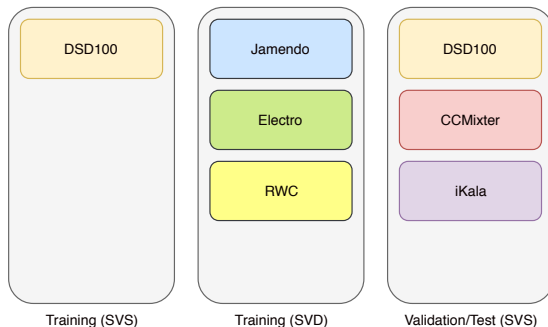 DSD100
Training (SVS)
Jamendo
Electro
RWC
Training (SVD)
DSD100
CCMixter
iKala
Validation/Test (SVS)